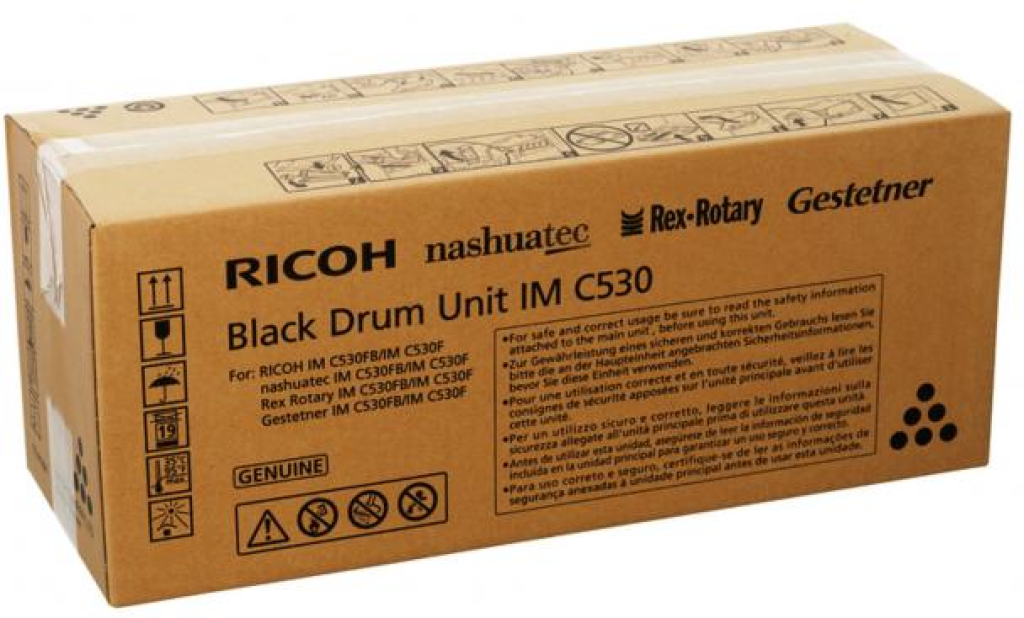 RICOH nashuatec Rex-Rotary Gestetner
Black Drum Unit IM C530
For: RICOH IM C530FB/IM C530F
nashuatec IM C530FB/IM C530F
Rex Rotary IM C530FB/IM C530F
Gestetner IM C530FB/IM C530F
GENUINE
•For safe and correct usage be sure to read the safety information
attached to the main unit , before using this unit.
•Zur Gewährleistung eines sicheren und korrekten Gebrauchs lesen Sie
bitte die an der Haupteinheit angebrachten Sicherheitsinformationen,
bevor Sie diese Einheit verwenden.
•Pour une utilisation correcte et en toute sécurité, veillez à lire les
consignes de sécurité apposées sur l'unité principale avant d'utiliser
cette unité.
•Per un utilizzo sicuro e corretto, leggere le informazioni sulla
sicurezza allegate all'unità principale prima di utilizzare questa unità.
•Antes de utilizar esta unidad, asegúrese de leer la información de seguridad
incluida en la unidad principal para garantizar un uso seguro y correcto.
•Para uso correto e seguro, certifique-se de ler as informações de
segurança anexadas à unidade principal antes de usar esta unidade.
19